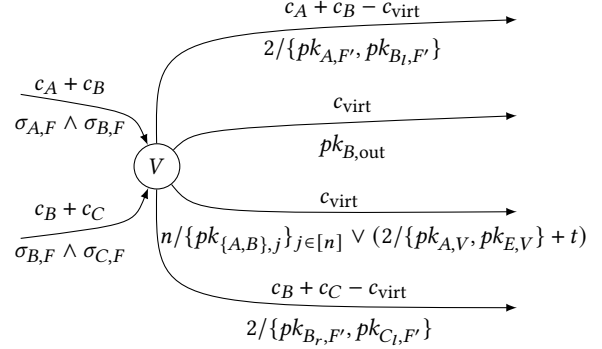 c_A + c_B − c_virt
2/{pk_{A,F′}, pk_{B_l,F′}}
c_A + c_B
σ_{A,F} ∧ σ_{B,F}
c_virt
pk_{B,out}
V
c_virt
c_B + c_C
n/{pk_{{A,B},j}}_{j∈[n]} ∨ (2/{pk_{A,V}, pk_{E,V}} + t)
σ_{B,F} ∧ σ_{C,F}
c_B + c_C − c_virt
2/{pk_{B_r,F′}, pk_{C_l,F′}}